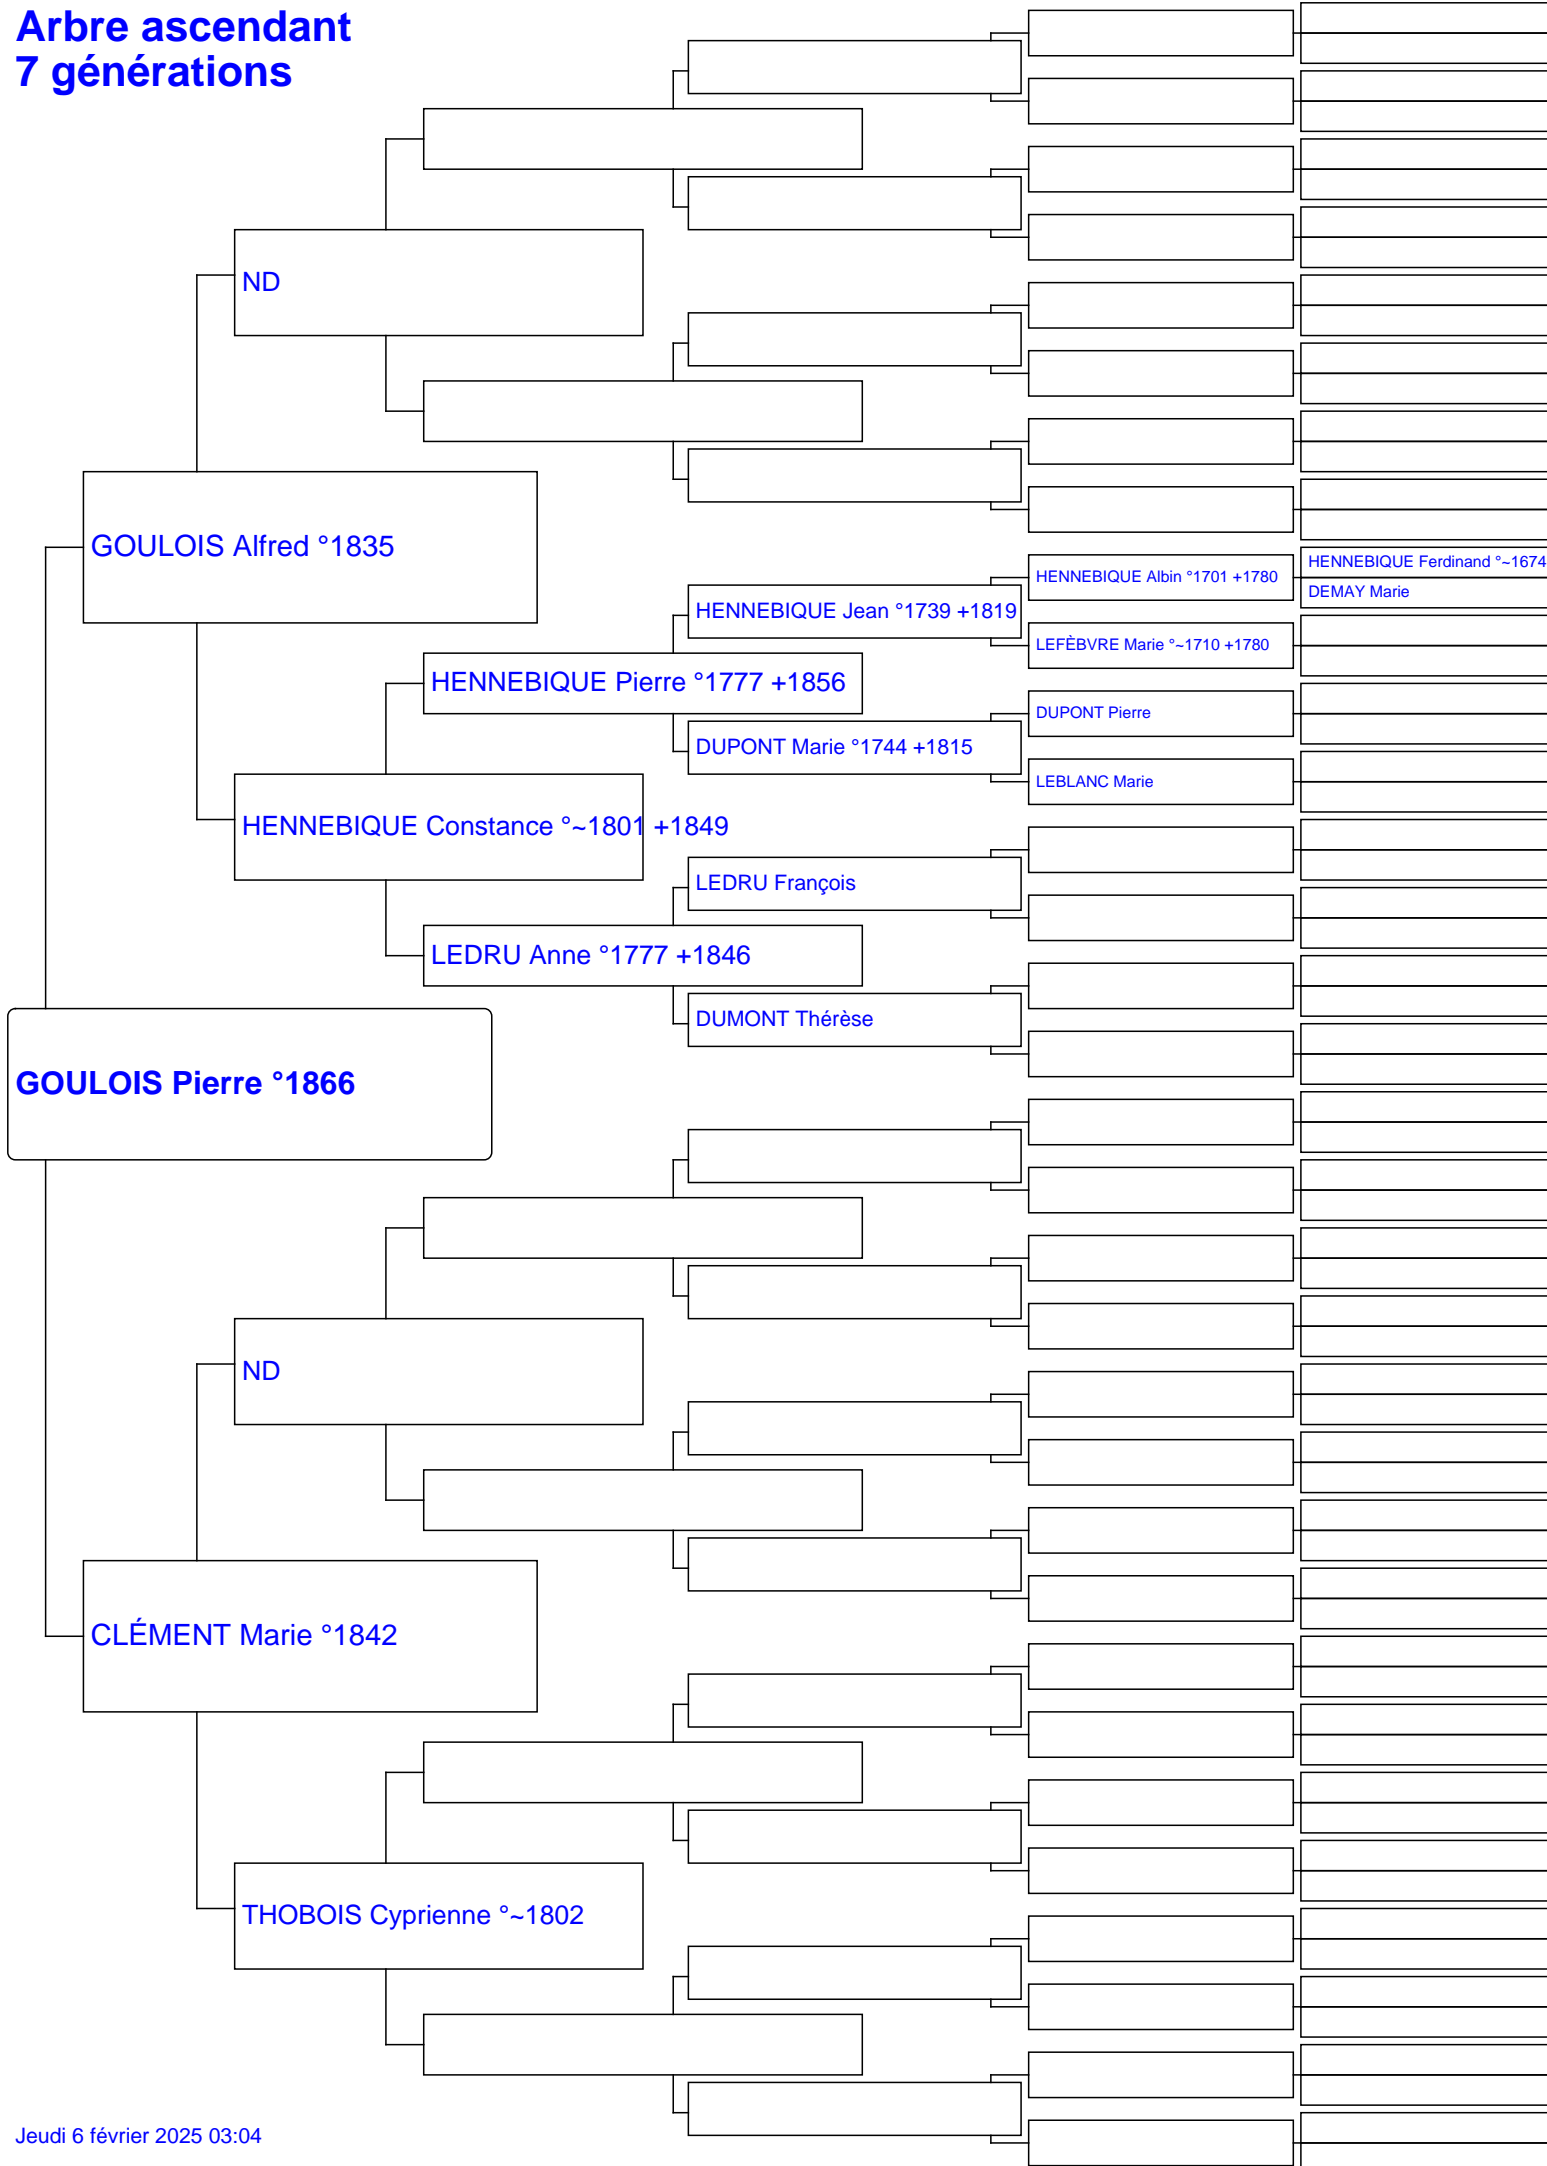 Arbre ascendant
7 générations
ND
GOULOIS Alfred °1835
HENNEBIQUE Ferdinand °~1674
HENNEBIQUE Albin °1701 +1780
DEMAY Marie
HENNEBIQUE Jean °1739 +1819
LEFÈBVRE Marie °~1710 +1780
HENNEBIQUE Pierre °1777 +1856
DUPONT Pierre
DUPONT Marie °1744 +1815
LEBLANC Marie
HENNEBIQUE Constance °~1801 +1849
LEDRU François
LEDRU Anne °1777 +1846
DUMONT Thérèse
GOULOIS Pierre °1866
ND
CLÉMENT Marie °1842
THOBOIS Cyprienne °~1802
Jeudi 6 février 2025 03:04